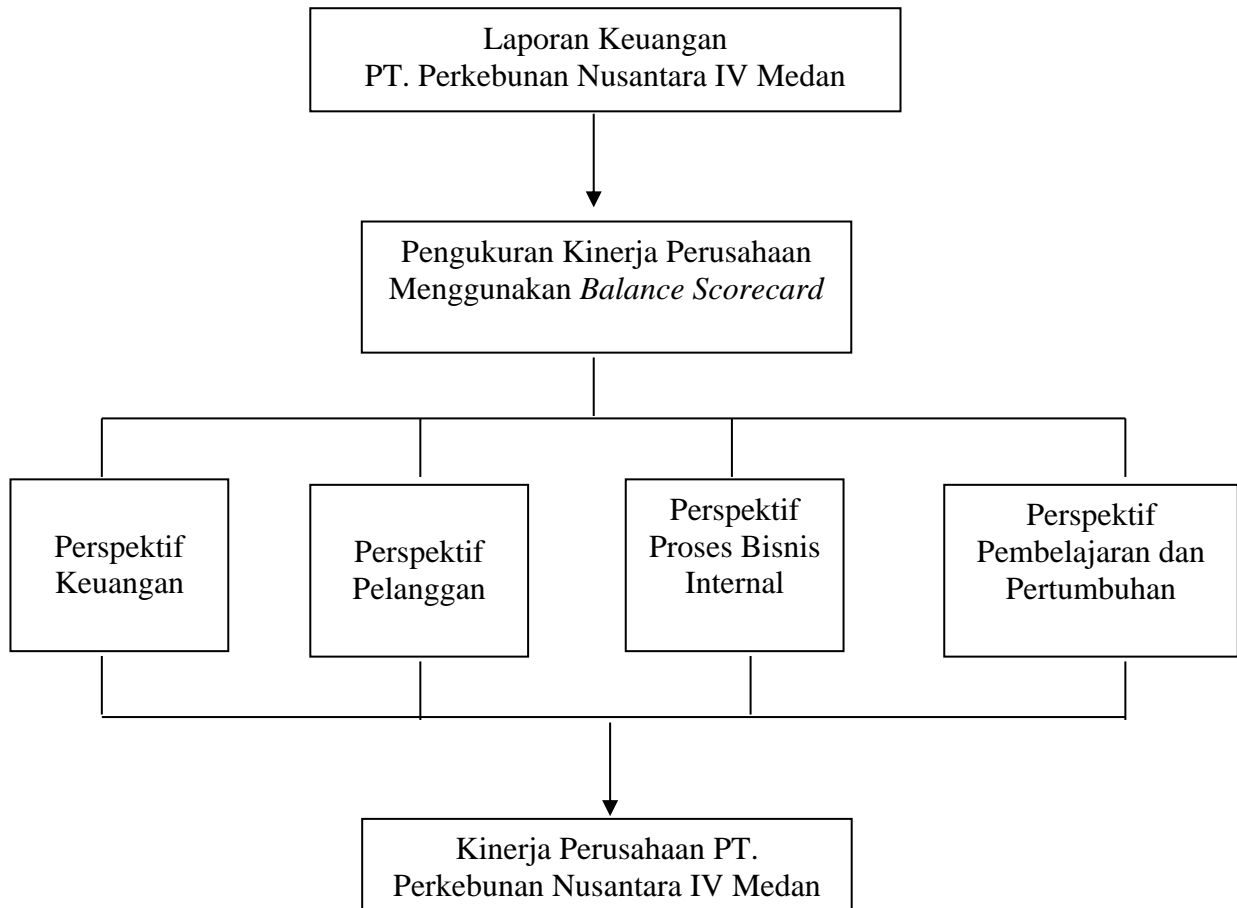 Laporan Keuangan
PT. Perkebunan Nusantara IV Medan
Pengukuran Kinerja Perusahaan
Menggunakan Balance Scorecard
Perspektif
Keuangan
Perspektif
Pelanggan
Perspektif
Proses Bisnis
Internal
Perspektif
Pembelajaran dan
Pertumbuhan
Kinerja Perusahaan PT.
Perkebunan Nusantara IV Medan